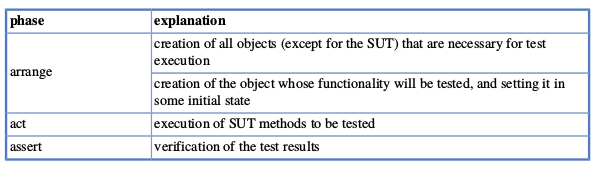 phase explanation
creation of all objects (except for the SUT) that are necessary for test
execution
arrange
creation of the object whose functionality will be tested, and setting it in
some initial state
act execution of SUT methods to be tested
assert verification of the test results